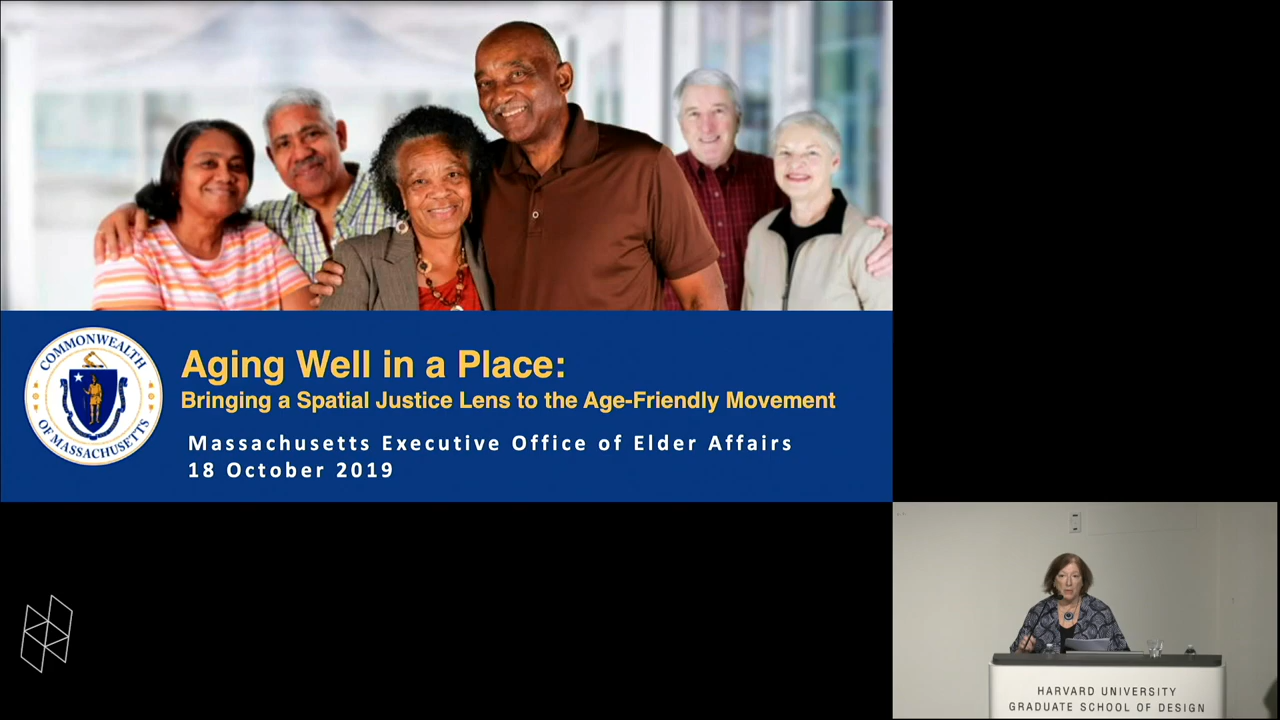 COMMONWEALTH
OF MASSACHUSETTS
Aging Well in a Place:
Bringing a Spatial Justice Lens to the Age-Friendly Movement
Massachusetts Executive Office of Elder Affairs
18 October 2019
HARVARD UNIVERSITY
GRADUATE SCHOOL OF DESIGN